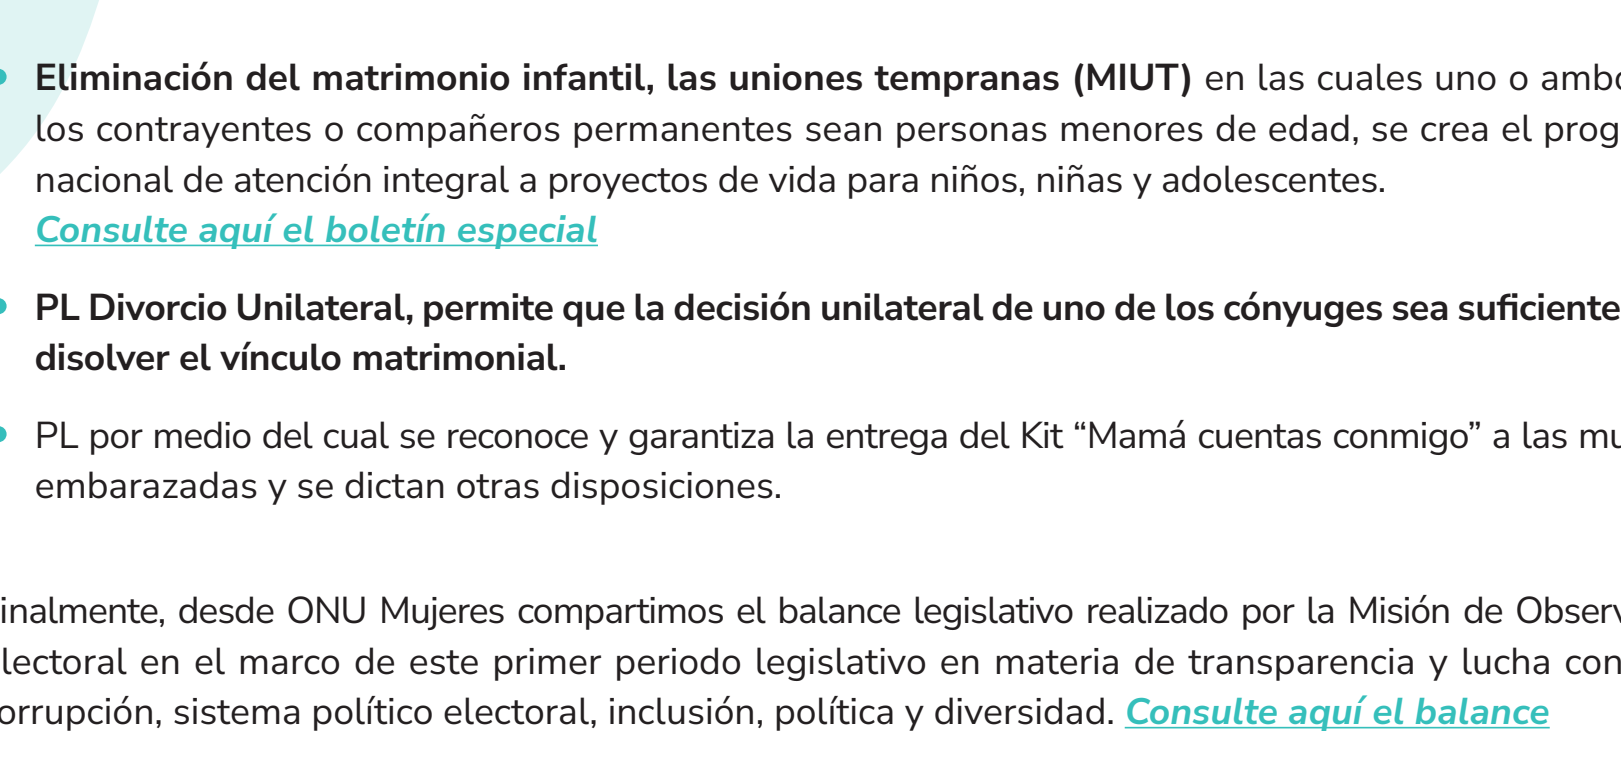 Eliminación del matrimonio infantil, las uniones tempranas (MIUT) en las cuales uno o
los contrayentes o compañeros permanentes sean personas menores de edad, se crea el
nacional de atención integral a proyectos de vida para niños, niñas y adolescentes.
Consulte aquí el boletín especial
PL Divorcio Unilateral, permite que la decisión unilateral de uno de los cónyuges sea suficiente
disolver el vínculo matrimonial.
PL por medio del cual se reconoce y garantiza la entrega del Kit “Mamá cuentas conmigo” a las
embarazadas y se dictan otras disposiciones.
inalmente, desde ONU Mujeres compartimos el balance legislativo realizado por la Misión de
lectoral en el marco de este primer periodo legislativo en materia de transparencia y lucha
orrupción, sistema político electoral, inclusión, política y diversidad. Consulte aquí el balance